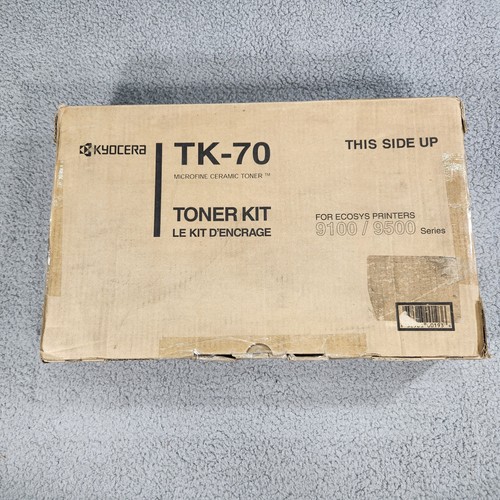 KYOCERA
TK-70
THIS SIDE UP
MICROFINE CERAMIC TONER ™
TONER KIT
LE KIT D'ENCRAGE
FOR ECOSYS PRINTERS
9100 / 9500 Series